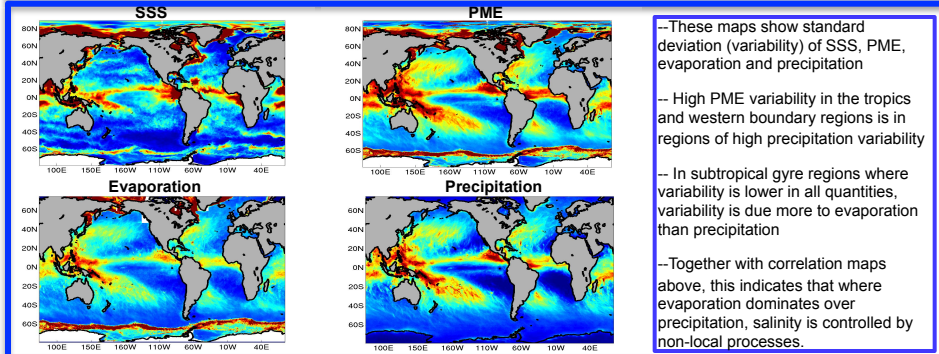 SSS
PME
80N
60N
40N
20N
0N
20S
40S
60S
100E 150E 160W 110W 60W 10W 40E
80N
60N
40N
20N
0N
20S
40S
60S
100E 150E 160W 110W 60W 10W 40E
Evaporation
Precipitation
60N
40N
20N
0N
20S
40S
60S
100E 150E 160W 110W 60W 10W 40E
60N
40N
20N
0N
20S
40S
60S
100E 150E 160W 110W 60W 10W 40E
--These maps show standard
deviation (variability) of SSS, PME,
evaporation and precipitation
-- High PME variability in the tropics
and western boundary regions is in
regions of high precipitation variability
-- In subtropical gyre regions where
variability is lower in all quantities,
variability is due more to evaporation
than precipitation
--Together with correlation maps
above, this indicates that where
evaporation dominates over
precipitation, salinity is controlled by
non-local processes.